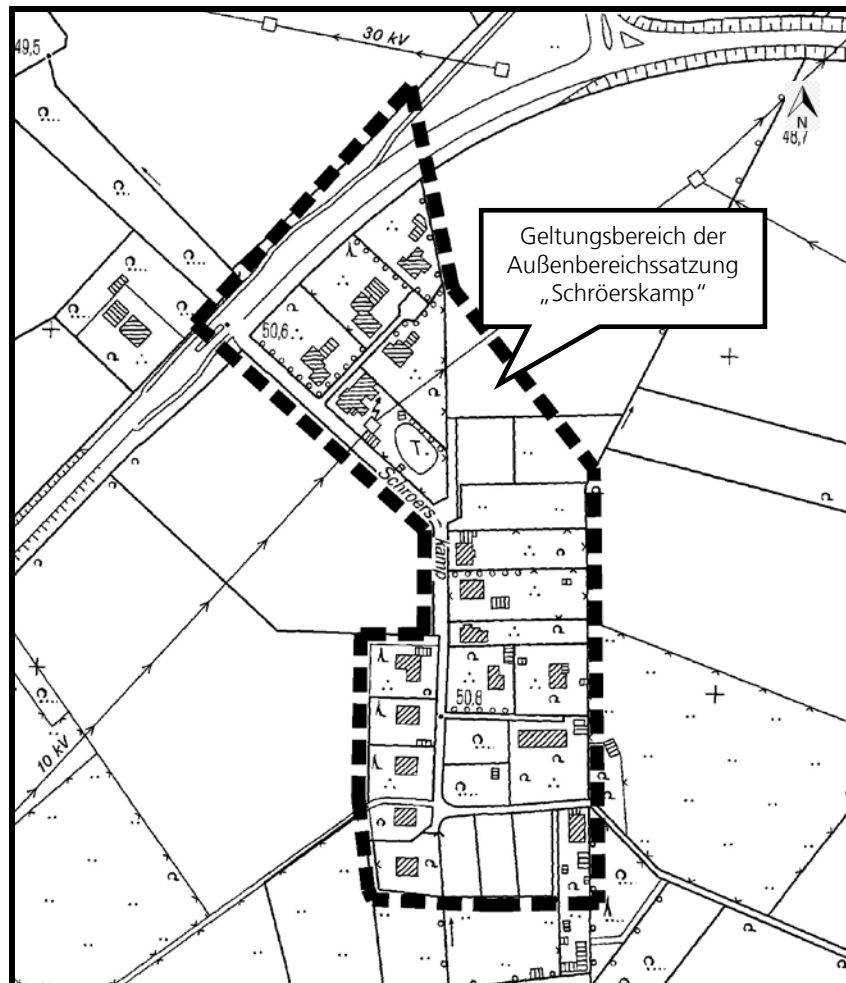 30 kV
49,5
N
48,7
Geltungsbereich der
Außenbereichssatzung
„Schröerskamp“
50,6
T.
Schroers-
kamp
50,8
10 kV